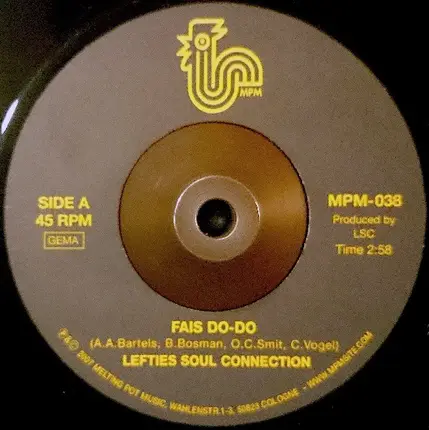 MPM
SIDE A
45 RPM
GEMA
MPM-038
Produced by
LSC
Time 2:58
FAIS DO-DO
(A.A.Bartels, B.Bosman, O.C.Smit, C.Vogel)
LEFTIES SOUL CONNECTION
℗© 2007 MELTING POT MUSIC, WAHLENSTR.1-3, 50823 COLOGNE - WWW.MPMSITE.COM